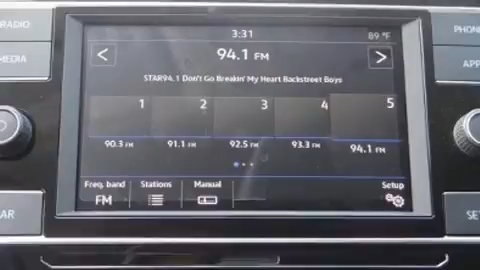 RADIO
MEDIA
3:31
89 °F
94.1 FM
STAR94.1 Don't Go Breakin' My Heart Backstreet Boys
1 2 3 4 5
90.3 FM 91.1 FM 92.5 FM 93.3 FM 94.1 FM
Freq. band Stations Manual Setup
FM
PHON
APP
AR
SET